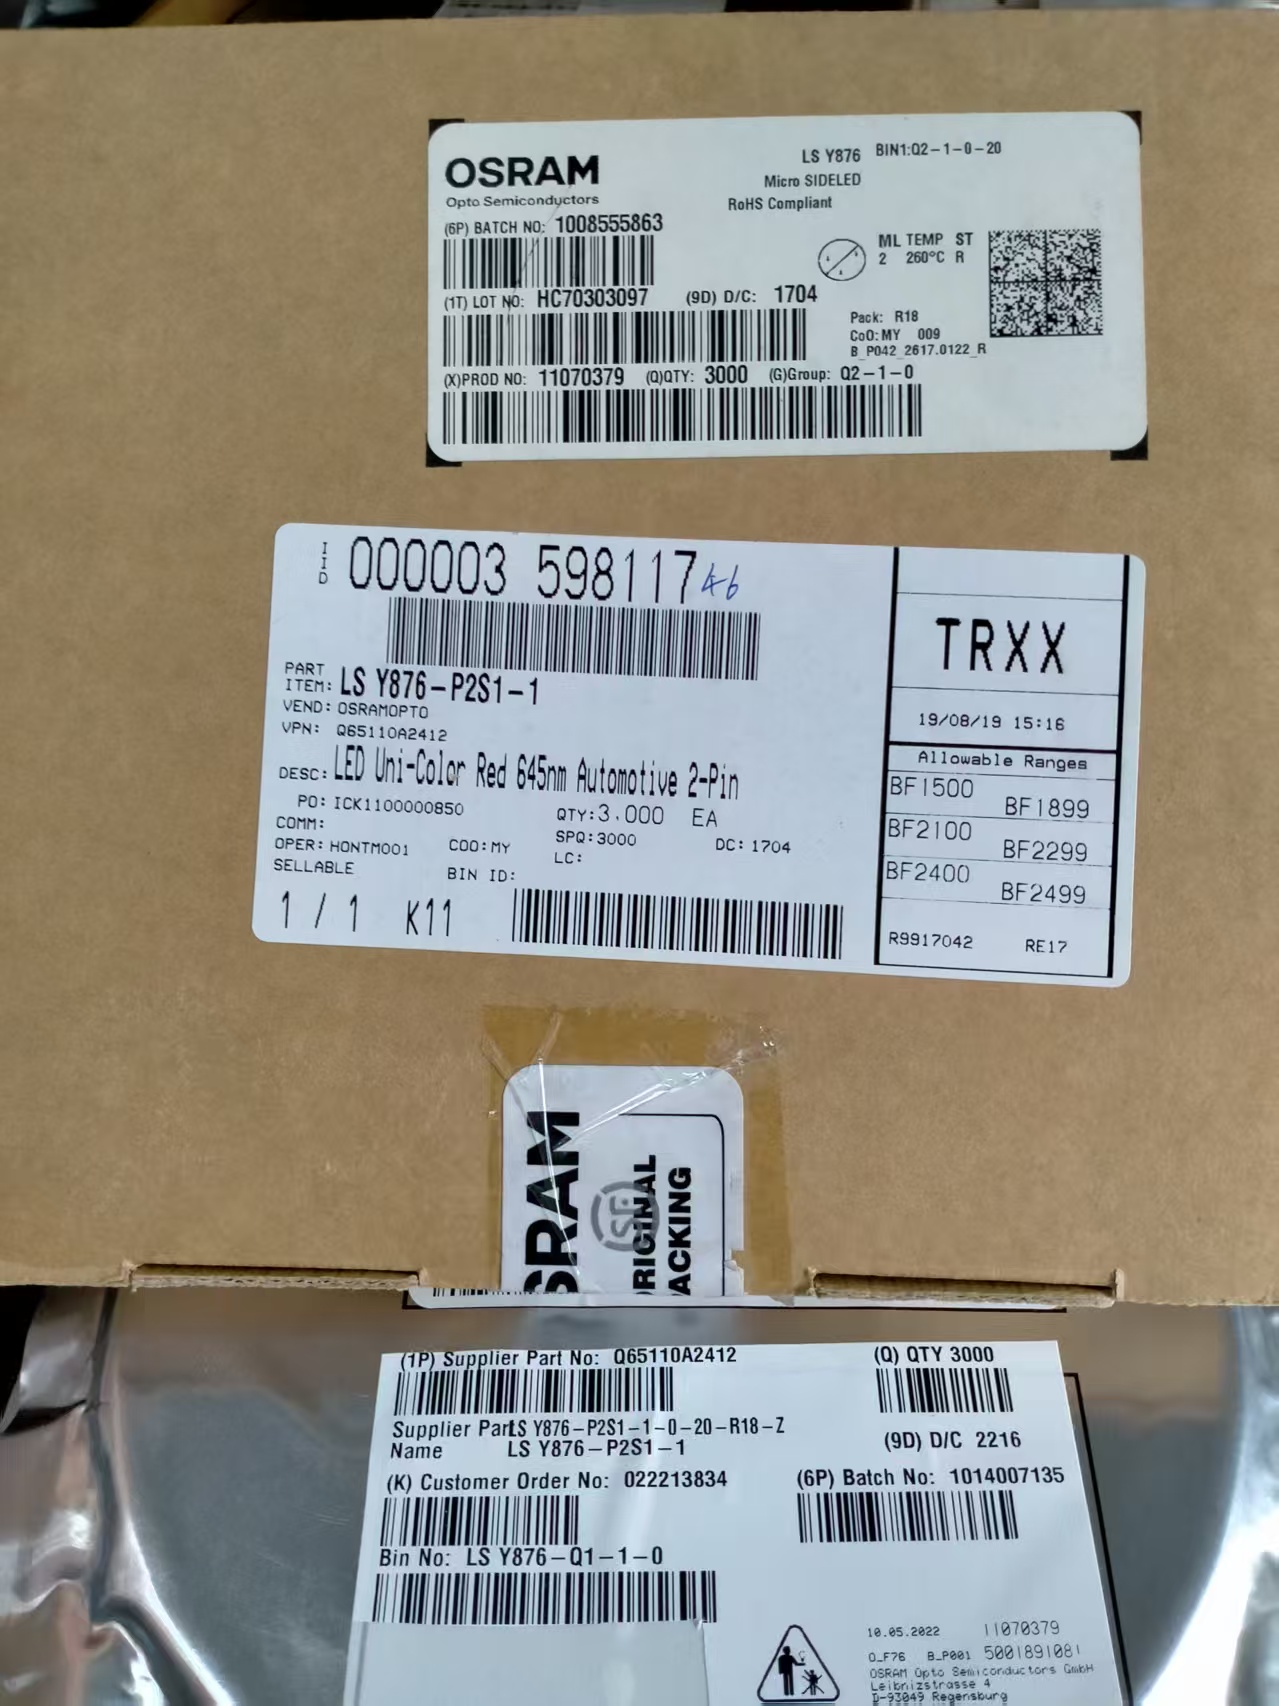 OSRAM
Opto Semiconductors
LS Y876 BIN1:Q2-1-0-20
Micro SIDELED
RoHS Compliant
(6P) BATCH NO: 1008555863
ML TEMP ST
2 260°C R
(1T) LOT NO: HC70303097 (9D) D/C: 1704
Pack: R18
CoO:MY 009
B_P042_2617.0122_R
(X)PROD NO: 11070379 (Q)QTY: 3000 (G)Group: Q2-1-0
IID 000003 598117 46
PART
ITEM: LS Y876-P2S1-1
VEND: OSRAMOPTO
VPN: Q65110A2412
DESC: LED Uni-Color Red 645nm Automotive 2-Pin
PO: ICK1100000850 QTY:3,000 EA
COMM: SPQ:3000 DC: 1704
OPER: HONTM001 COO:MY LC:
SELLABLE BIN ID:
1 / 1 K11
TRXX
19/08/19 15:16
Allowable Ranges
BF1500 BF1899
BF2100 BF2299
BF2400 BF2499
R9917042 RE17
SRAM
RIGINAL
ACKING
(1P) Supplier Part No: Q65110A2412 (Q) QTY 3000
Supplier Part LS Y876-P2S1-1-0-20-R18-Z
Name LS Y876-P2S1-1 (9D) D/C 2216
(K) Customer Order No: 022213834 (6P) Batch No: 1014007135
Bin No: LS Y876-Q1-1-0
10.05.2022 11070379
O_F76 B_P001 5001891081
OSRAM Opto Semiconductors GmbH
Leibnizstrasse 4
D-93049 Regensburg